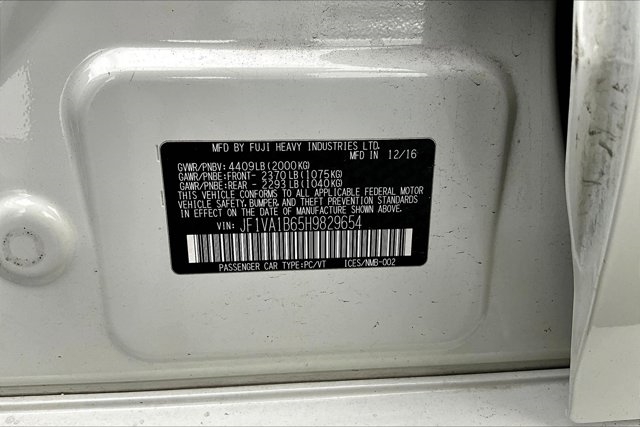 MFD BY FUJI HEAVY INDUSTRIES LTD.
MFD IN 12/16
GVWR/PNBV: 4409LB(2000KG)
GAWR/PNBE:FRONT- 2370LB(1075KG)
GAWR/PNBE:REAR - 2293LB(1040KG)
THIS VEHICLE CONFORMS TO ALL APPLICABLE FEDERAL MOTOR
VEHICLE SAFETY, BUMPER, AND THEFT PREVENTION STANDARDS
IN EFFECT ON THE DATE OF MANUFACTURE SHOWN ABOVE.
VIN: JF1VA1B65H9829654
PASSENGER CAR TYPE:PC/VT ICES/NMB-002